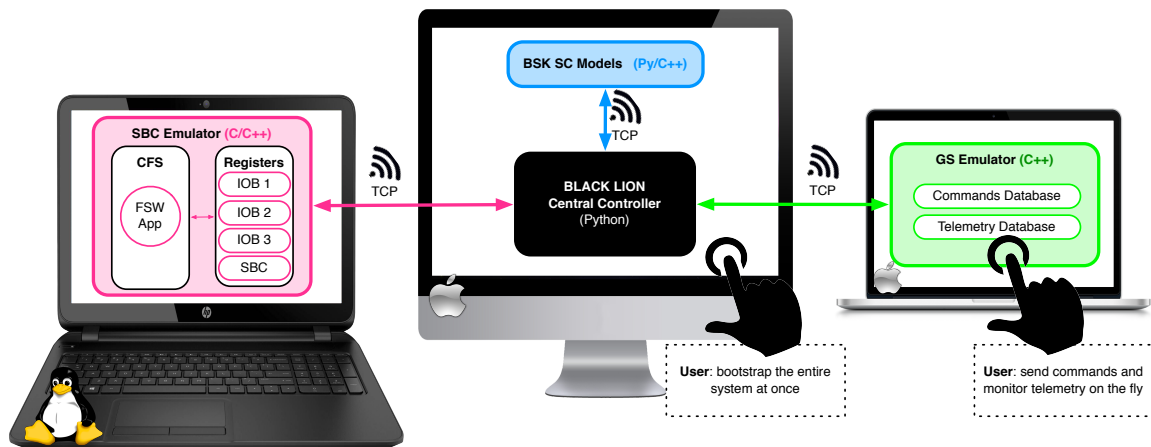 SBC Emulator (C/C++)
CFS
FSW
App
Registers
IOB 1
IOB 2
IOB 3
SBC
hp
TCP
BSK SC Models (Py/C++)
TCP
BLACK LION
Central Controller
(Python)
TCP
GS Emulator (C++)
Commands Database
Telemetry Database
User: bootstrap the entire
system at once
User: send commands and
monitor telemetry on the fly